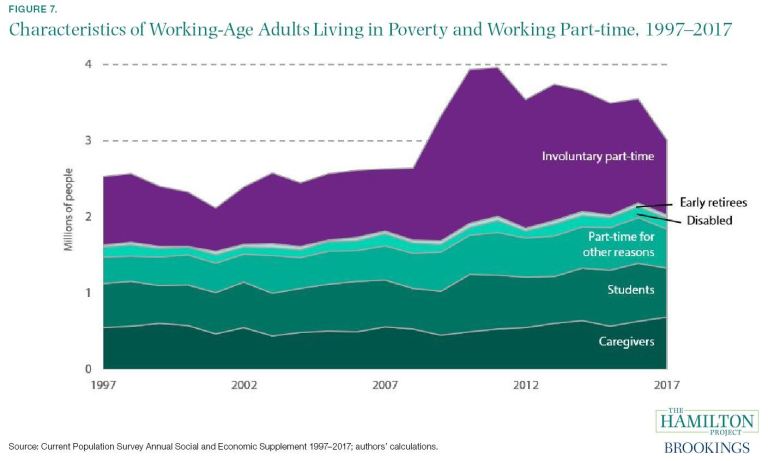 FIGURE 7.
Characteristics of Working-Age Adults Living in Poverty and Working Part-time, 1997–2017
Millions of people
4
3
2
1
0
Involuntary part-time
Early retirees
Disabled
Part-time for
other reasons
Students
Caregivers
1997
2002
2007
2012
2017
Source: Current Population Survey Annual Social and Economic Supplement 1997–2017; authors' calculations.
THE
HAMILTON
PROJECT
BROOKINGS